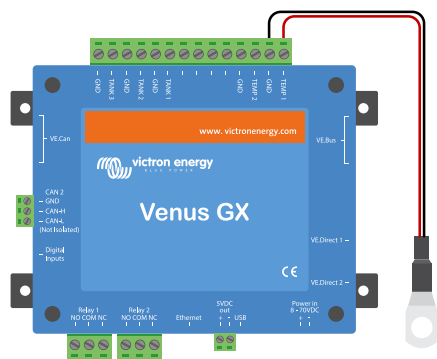 GND
TANK 3
GND
TANK 2
GND
TANK 1
GND
TEMP 2
GND
TEMP 1
www. victronenergy.com
VE.Can
VE.Bus
victron energy
BLUE POWER
CAN 2
GND
CAN-H
CAN-L
(Not Isolated)
Venus GX
VE.Direct 1
Digital
Inputs
CE
VE.Direct 2
Relay 1
NO COM NC
Relay 2
NO COM NC
Ethernet
5VDC
out
+ -
USB
Power in
8 -70VDC
+ -